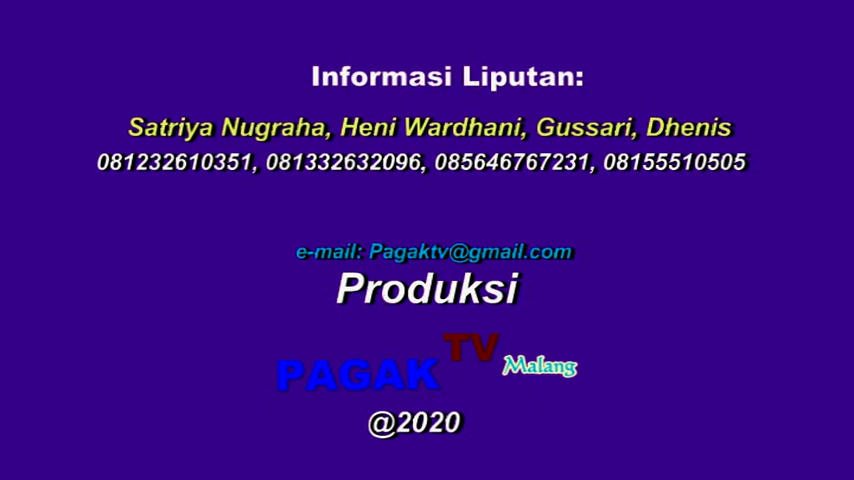 Informasi Liputan:
Satriya Nugraha, Heni Wardhani, Gussari, Dhenis
081232610351, 081332632096, 085646767231, 08155510505
e-mail: Pagaktv@gmail.com
Produksi
PAGAK TV Malang
@2020